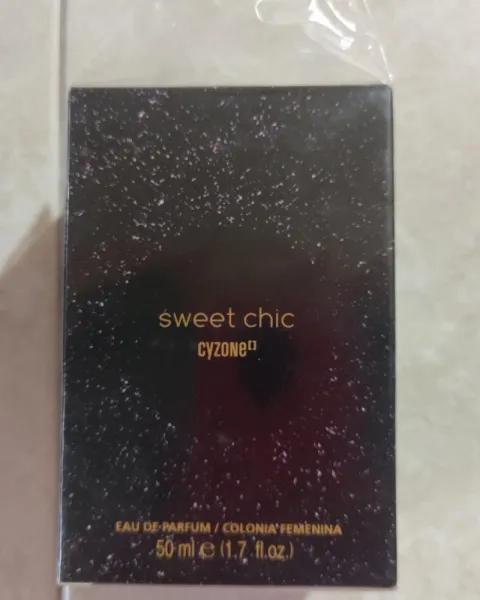 sweet chic
cyzone[]
EAU DE PARFUM / COLONIA FEMENINA
50 ml ℮ (1.7 fl.oz.)